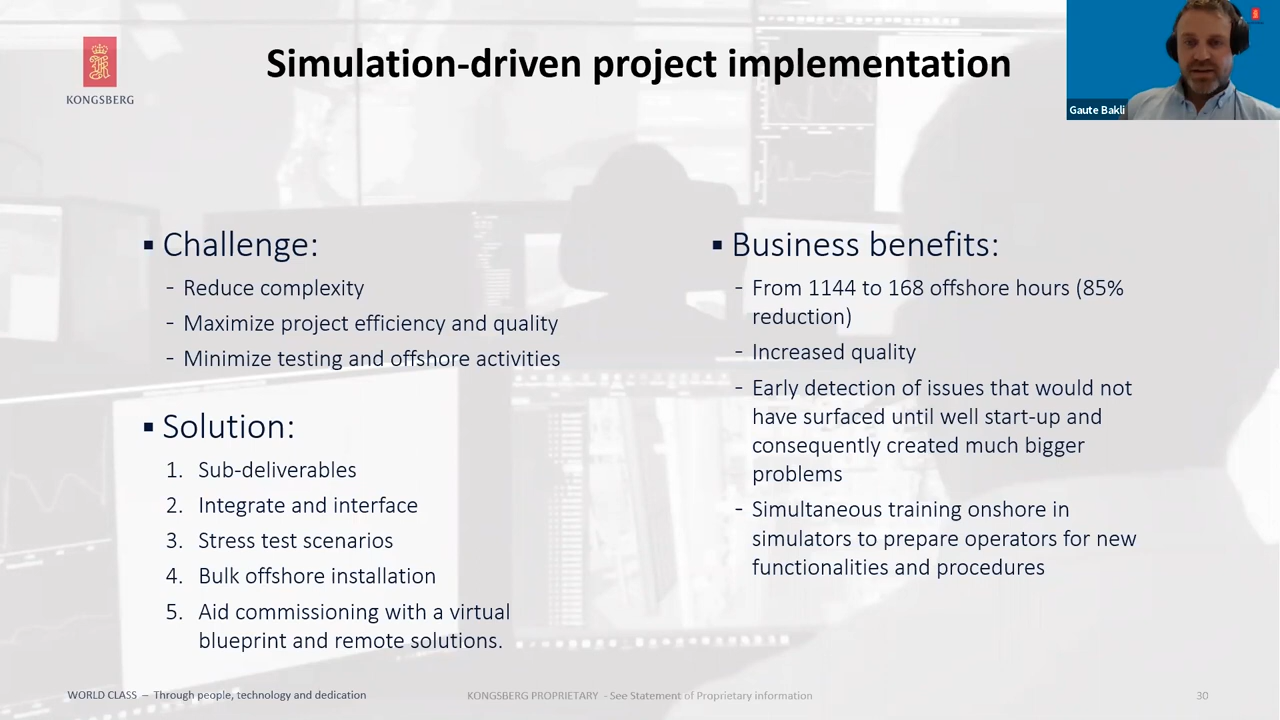 Simulation-driven project implementation
KONGSBERG
Gaute Bakli
▪ Challenge:
- Reduce complexity
- Maximize project efficiency and quality
- Minimize testing and offshore activities
▪ Solution:
1. Sub-deliverables
2. Integrate and interface
3. Stress test scenarios
4. Bulk offshore installation
5. Aid commissioning with a virtual
blueprint and remote solutions.
▪ Business benefits:
- From 1144 to 168 offshore hours (85%
reduction)
- Increased quality
- Early detection of issues that would not
have surfaced until well start-up and
consequently created much bigger
problems
- Simultaneous training onshore in
simulators to prepare operators for new
functionalities and procedures
WORLD CLASS – Through people, technology and dedication
KONGSBERG PROPRIETARY - See Statement of Proprietary information
30